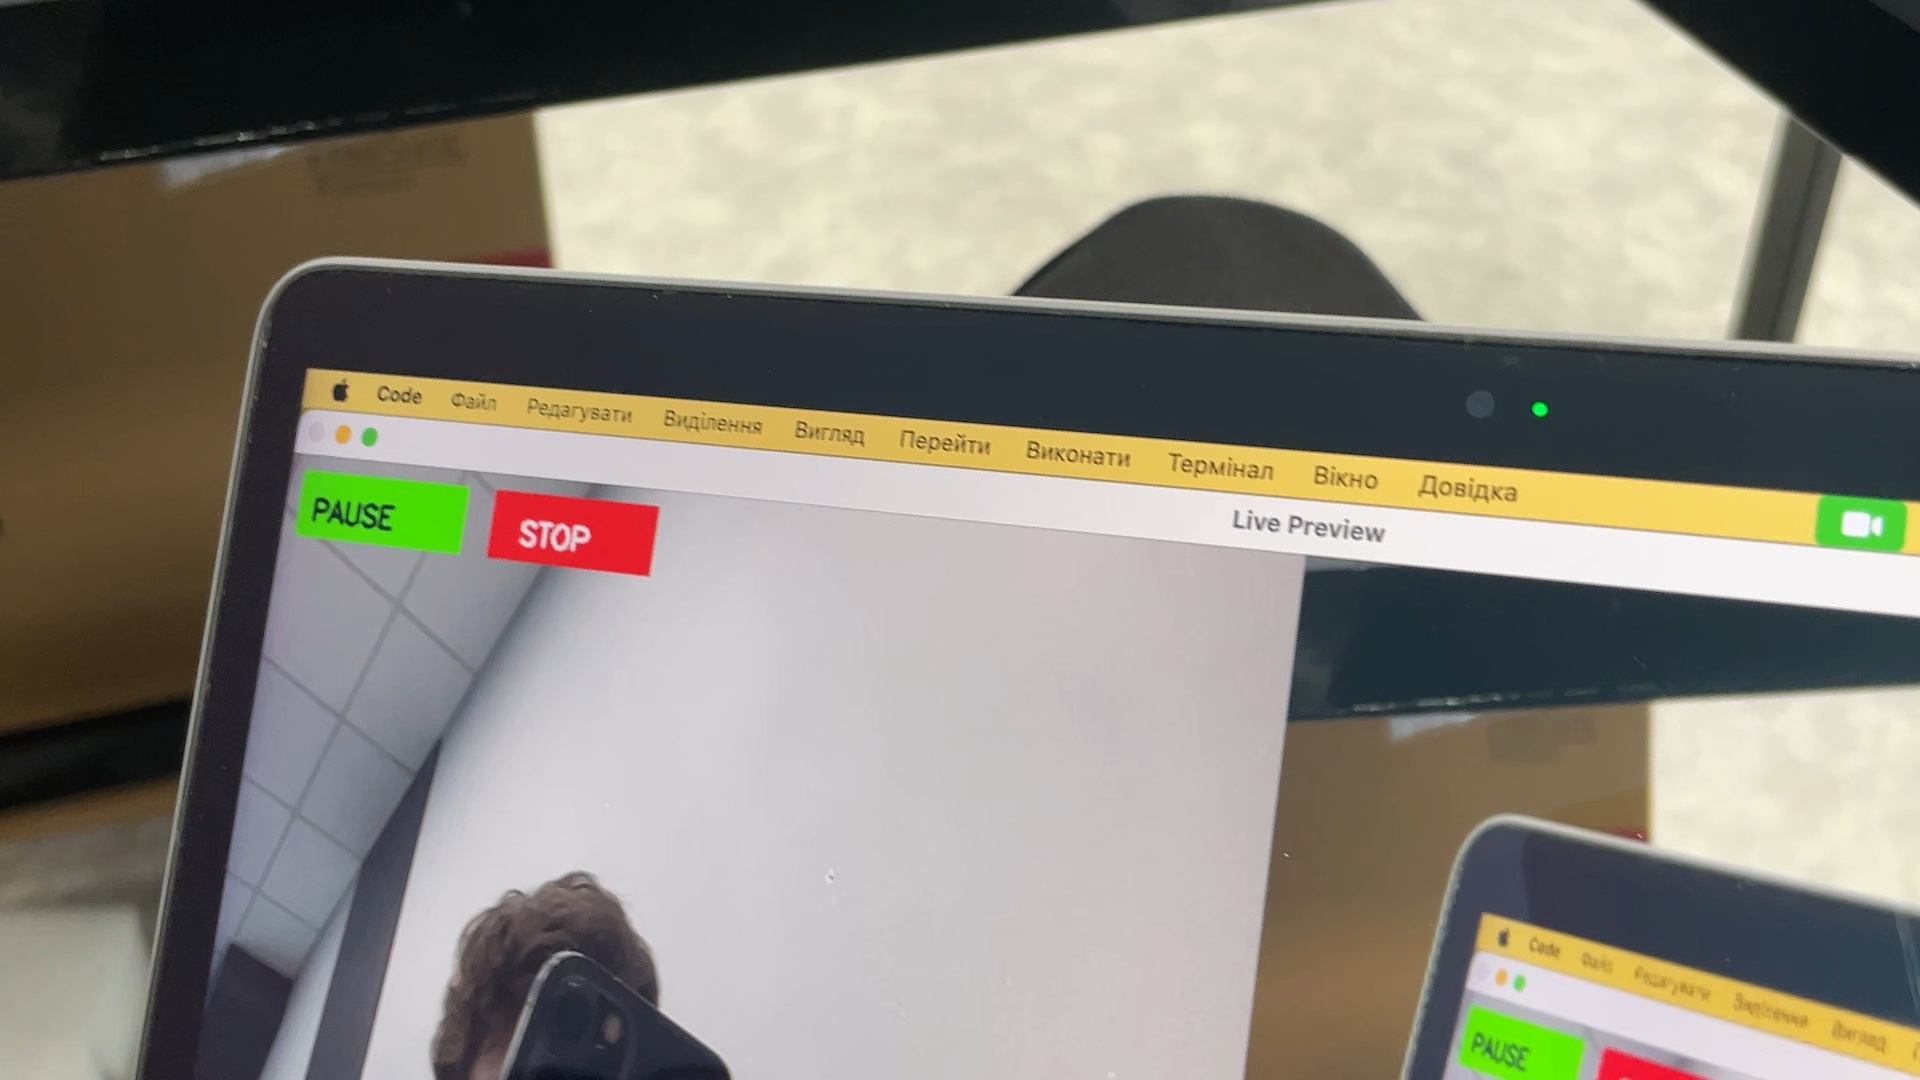 Code Файл Редагувати Виділення Вигляд Перейти Виконати Термінал Вікно Довідка
Live Preview
PAUSE STOP
Code Файл Редагувати Виділення Вигляд
PAUSE